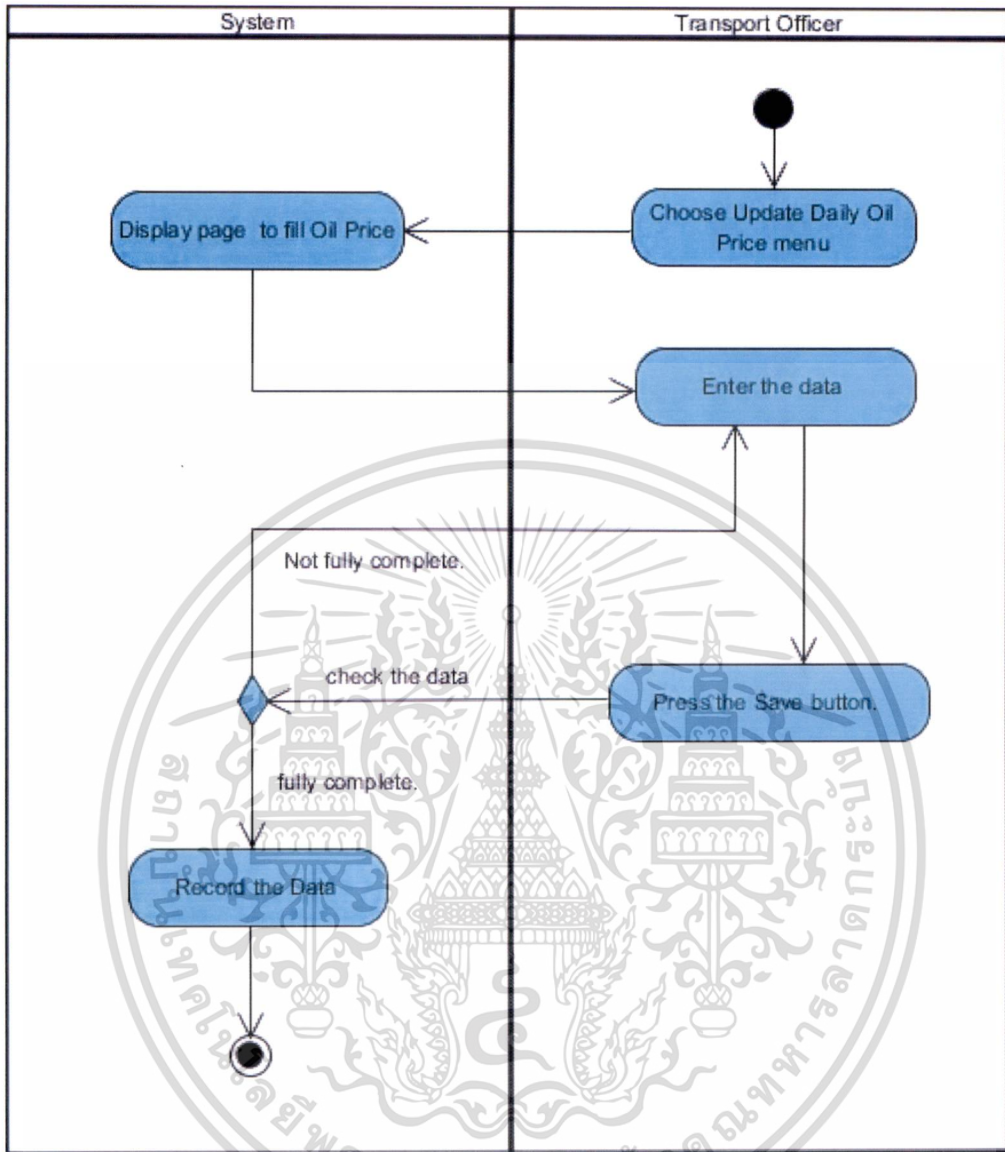 System
Transport Officer
Choose Update Daily Oil
Price menu
Display page to fill Oil Price
Enter the data
Not fully complete.
check the data
Press the Save button.
fully complete.
Record the Data